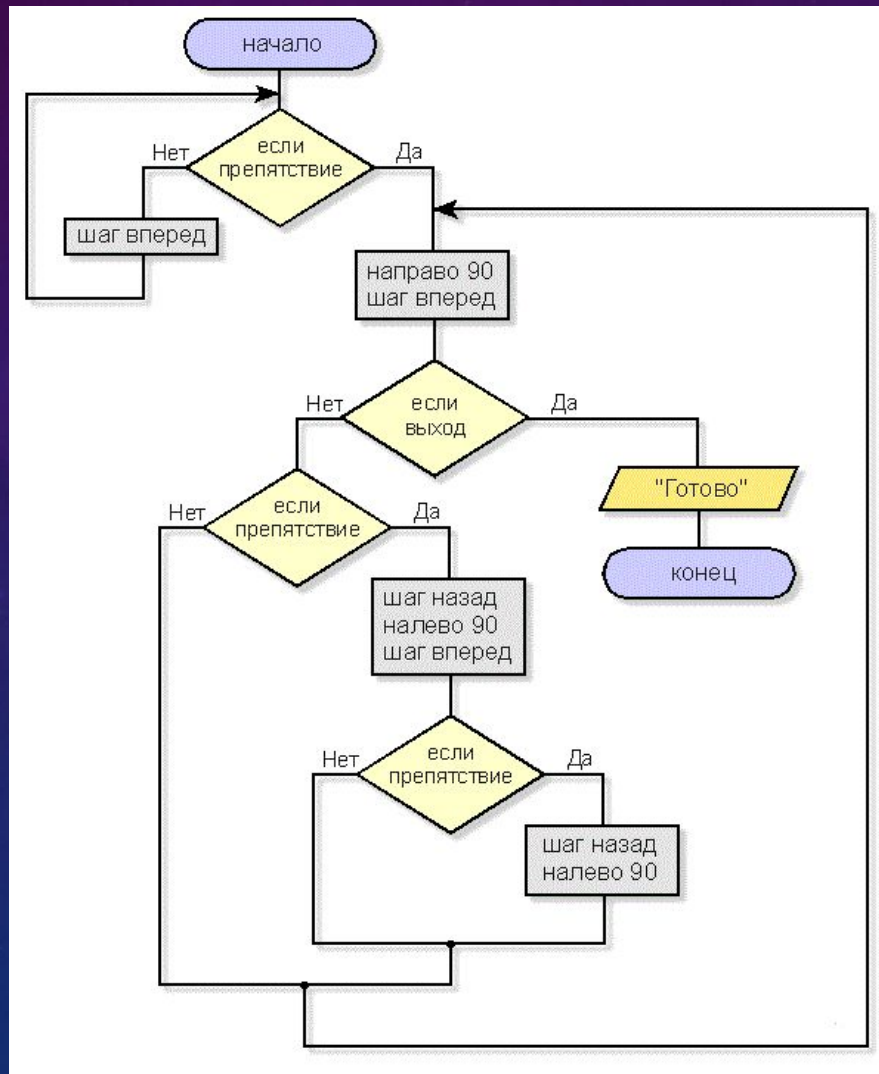 начало
если
препятствие
Нет
Да
шаг вперед
направо 90
шаг вперед
если
выход
Нет
Да
"Готово"
конец
если
препятствие
Нет
Да
шаг назад
налево 90
шаг вперед
если
препятствие
Нет
Да
шаг назад
налево 90